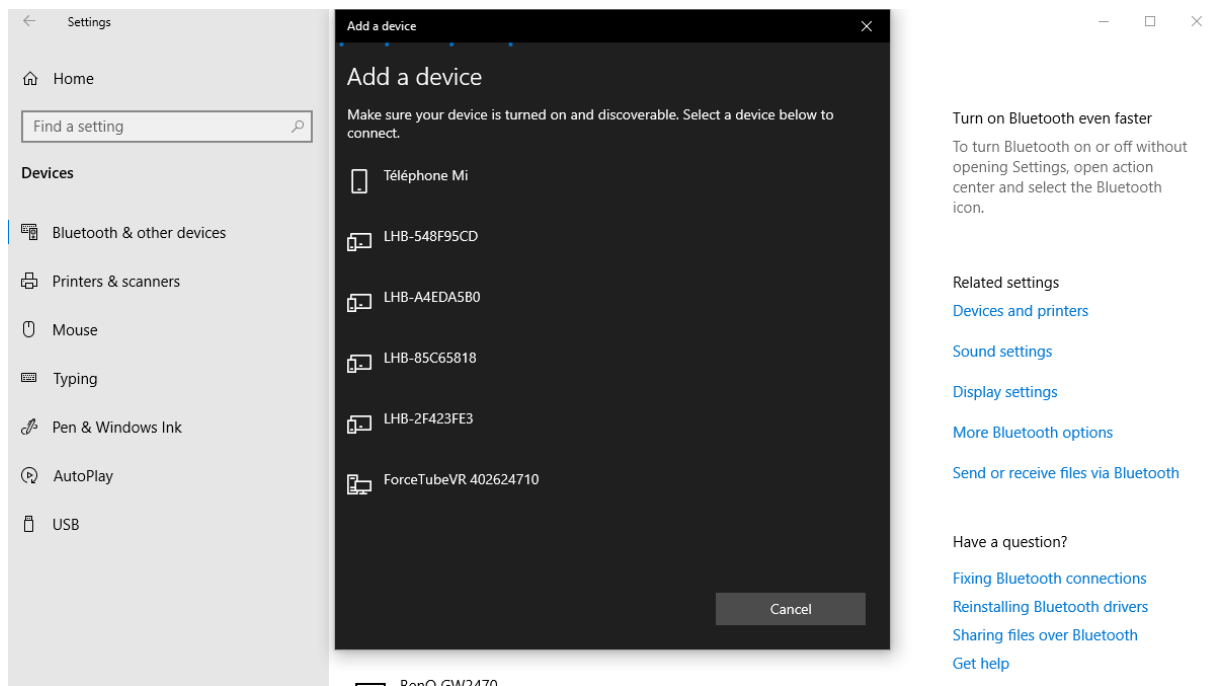 Settings
Home
Find a setting
Devices
Bluetooth & other devices
Printers & scanners
Mouse
Typing
Pen & Windows Ink
AutoPlay
USB
Add a device
Add a device
Make sure your device is turned on and discoverable. Select a device below to
connect.
Téléphone Mi
LHB-548F95CD
LHB-A4EDA5B0
LHB-85C65818
LHB-2F423FE3
ForceTubeVR 402624710
Cancel
BenQ GW2470
Turn on Bluetooth even faster
To turn Bluetooth on or off without
opening Settings, open action
center and select the Bluetooth
icon.
Related settings
Devices and printers
Sound settings
Display settings
More Bluetooth options
Send or receive files via Bluetooth
Have a question?
Fixing Bluetooth connections
Reinstalling Bluetooth drivers
Sharing files over Bluetooth
Get help